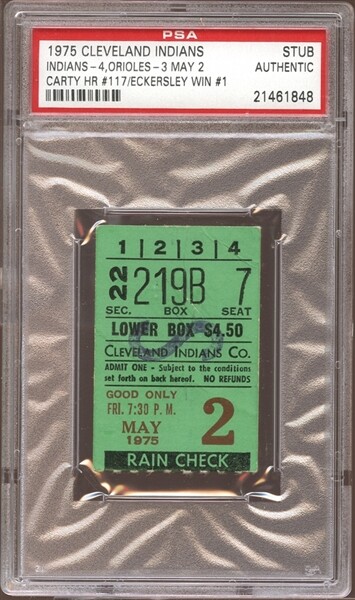 PSA
1975 CLEVELAND INDIANS STUB
INDIANS-4,ORIOLES-3 MAY 2 AUTHENTIC
CARTY HR #117/ECKERSLEY WIN #1 21461848
1 | 2 | 3 | 4
22 219B 7
SEC. BOX SEAT
LOWER BOX $4.50
CLEVELAND INDIANS CO.
ADMIT ONE - Subject to the conditions
set forth on back hereof. NO REFUNDS
GOOD ONLY
FRI. 7:30 P. M.
MAY 2
1975
RAIN CHECK